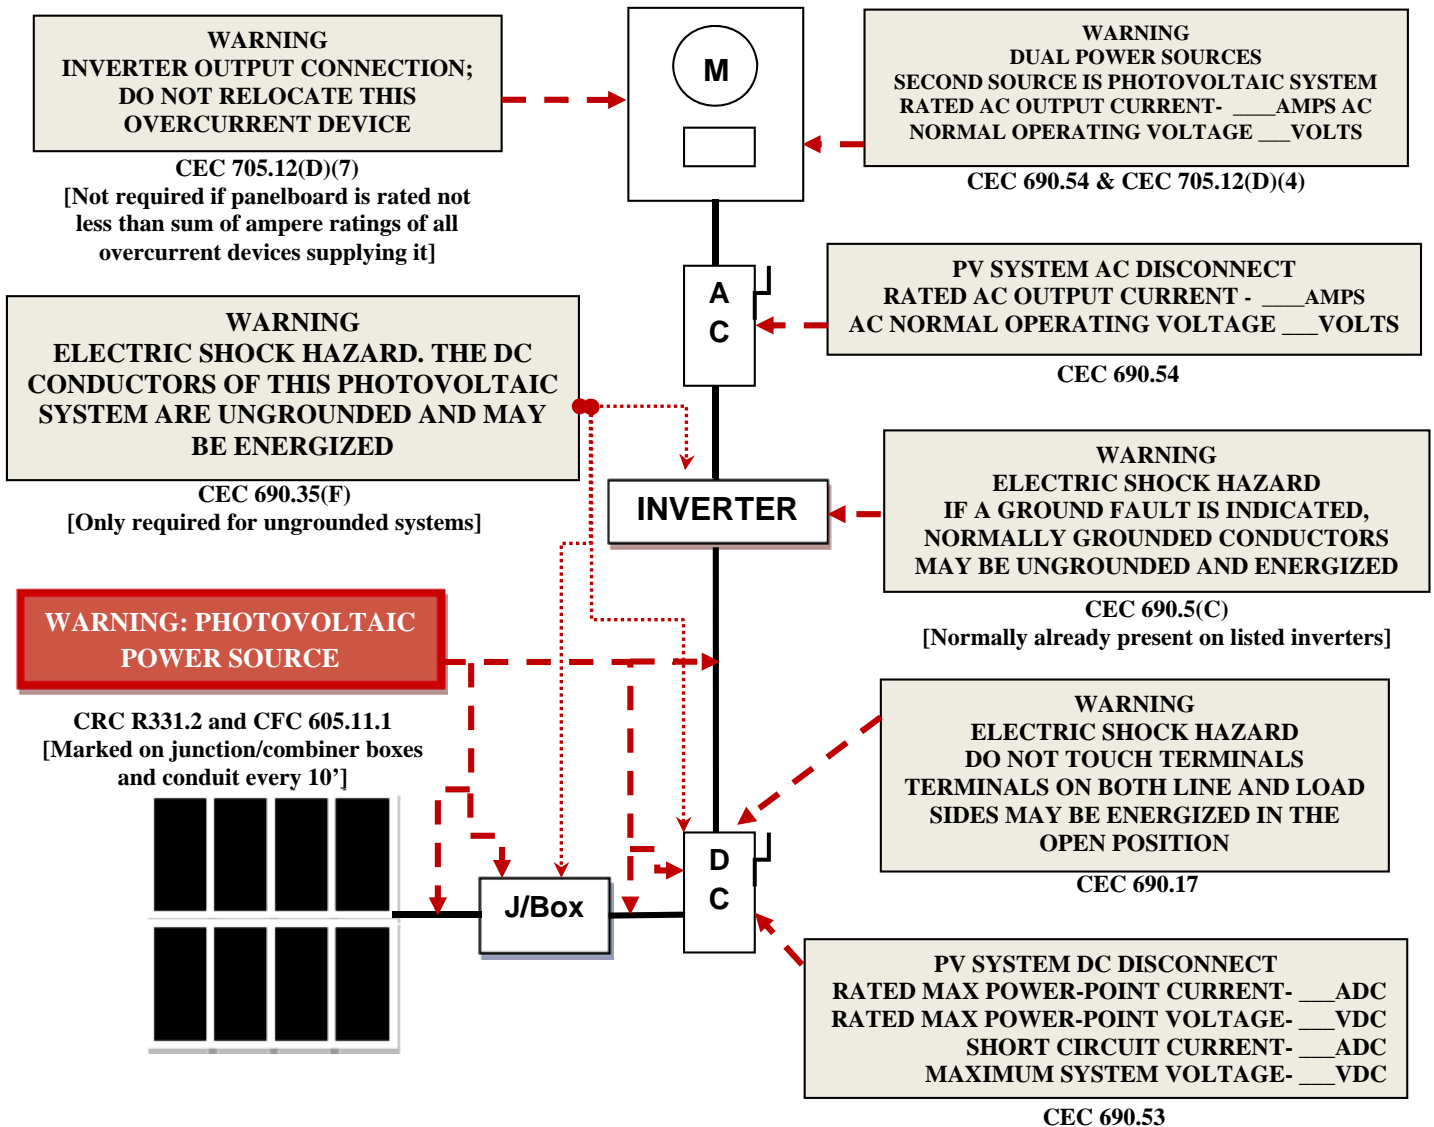 WARNING
INVERTER OUTPUT CONNECTION;
DO NOT RELOCATE THIS
OVERCURRENT DEVICE
CEC 705.12(D)(7)
[Not required if panelboard is rated not
less than sum of ampere ratings of all
overcurrent devices supplying it]
M
WARNING
DUAL POWER SOURCES
SECOND SOURCE IS PHOTOVOLTAIC SYSTEM
RATED AC OUTPUT CURRENT- ____AMPS AC
NORMAL OPERATING VOLTAGE ___VOLTS
CEC 690.54 & CEC 705.12(D)(4)
A
C
PV SYSTEM AC DISCONNECT
RATED AC OUTPUT CURRENT - ____AMPS
AC NORMAL OPERATING VOLTAGE ___VOLTS
CEC 690.54
WARNING
ELECTRIC SHOCK HAZARD. THE DC
CONDUCTORS OF THIS PHOTOVOLTAIC
SYSTEM ARE UNGROUNDED AND MAY
BE ENERGIZED
CEC 690.35(F)
[Only required for ungrounded systems]
INVERTER
WARNING
ELECTRIC SHOCK HAZARD
IF A GROUND FAULT IS INDICATED,
NORMALLY GROUNDED CONDUCTORS
MAY BE UNGROUNDED AND ENERGIZED
CEC 690.5(C)
[Normally already present on listed inverters]
WARNING: PHOTOVOLTAIC
POWER SOURCE
CRC R331.2 and CFC 605.11.1
[Marked on junction/combiner boxes
and conduit every 10’]
WARNING
ELECTRIC SHOCK HAZARD
DO NOT TOUCH TERMINALS
TERMINALS ON BOTH LINE AND LOAD
SIDES MAY BE ENERGIZED IN THE
OPEN POSITION
CEC 690.17
J/Box
D
C
PV SYSTEM DC DISCONNECT
RATED MAX POWER-POINT CURRENT- ___ADC
RATED MAX POWER-POINT VOLTAGE- ___VDC
SHORT CIRCUIT CURRENT- ___ADC
MAXIMUM SYSTEM VOLTAGE- ___VDC
CEC 690.53